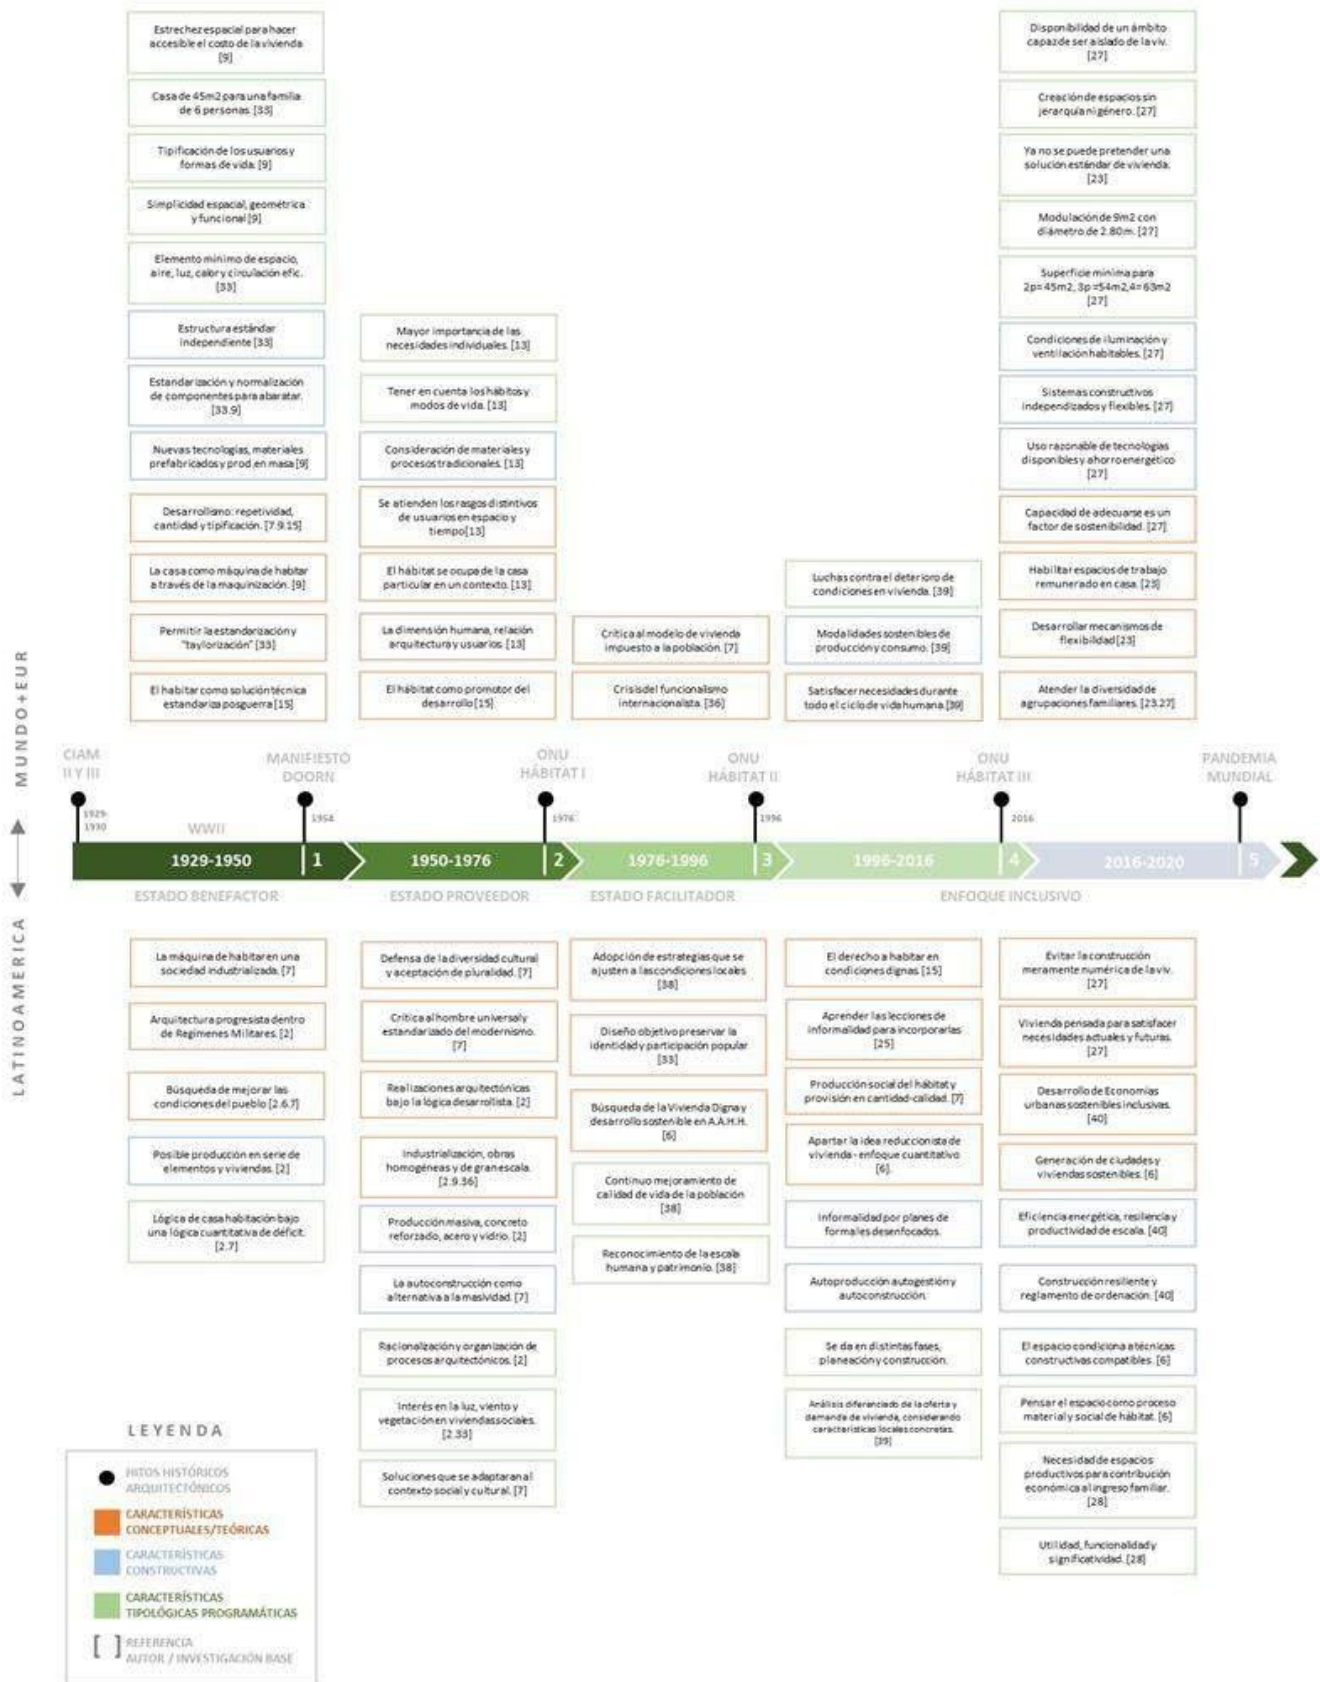 Estrechez espacial para hacer
accesible el costo de la vivienda
[9]
Casa de 45m2 para una familia
de 6 personas. [33]
Tipificación de los usuarios y
formas de vida. [9]
Simplicidad espacial, geométrica
y funcional [9]
Elemento mínimo de espacio,
aire, luz, calor y circulación efic.
[33]
Estructura estándar
independiente [33]
Estandarización y normalización
de componentes para abaratar.
[33.9]
Nuevas tecnologías, materiales
prefabricados y prod. en masa [9]
Desarrollismo: repetividad,
cantidad y tipificación. [7.9.15]
La casa como máquina de habitar
a través de la maquinización. [9]
Permitir la estandarización y
"taylorización" [33]
El habitar como solución técnica
estandariza posguerra [15]
Mayor importancia de las
necesidades individuales. [13]
Tener en cuenta los hábitos y
modos de vida. [13]
Consideración de materiales y
procesos tradicionales. [13]
Se atienden los rasgos distintivos
de usuarios en espacio y
tiempo[13]
El hábitat se ocupa de la casa
particular en un contexto. [13]
La dimensión humana, relación
arquitectura y usuarios. [13]
El hábitat como promotor del
desarrollo [15]
Crítica al modelo de vivienda
impuesto a la población. [7]
Crisis del funcionalismo
internacionalista. [36]
Luchas contra el deterioro de
condiciones en vivienda. [39]
Modalidades sostenibles de
producción y consumo. [39]
Satisfacer necesidades durante
todo el ciclo de vida humana.[39]
Disponibilidad de un ámbito
capaz de ser aislado de la viv.
[27]
Creación de espacios sin
jerarquía ni género. [27]
Ya no se puede pretender una
solución estándar de vivienda.
[23]
Modulación de 9m2 con
diámetro de 2.80m. [27]
Superficie mínima para
2p= 45m2, 3p =54m2,4= 63m2
[27]
Condiciones de iluminación y
ventilación habitables. [27]
Sistemas constructivos
independizados y flexibles. [27]
Uso razonable de tecnologías
disponibles y ahorro energético
[27]
Capacidad de adecuarse es un
factor de sostenibilidad. [27]
Habilitar espacios de trabajo
remunerado en casa. [23]
Desarrollar mecanismos de
flexibilidad [23]
Atender la diversidad de
agrupaciones familiares. [23.27]
MUNDO+EUR
LATINOAMERICA
CIAM
II Y III
1929-
1930
WWII
MANIFIESTO
DOORN
1954
ONU
HÁBITAT I
1976
ONU
HÁBITAT II
1996
ONU
HÁBITAT III
2016
PANDEMIA
MUNDIAL
1929-1950 1
1950-1976 2
1976-1996 3
1996-2016 4
2016-2020 5
ESTADO BENEFACTOR
ESTADO PROVEEDOR
ESTADO FACILITADOR
ENFOQUE INCLUSIVO
La máquina de habitar en una
sociedad industrializada. [7]
Arquitectura progresista dentro
de Regímenes Militares. [2]
Búsqueda de mejorar las
condiciones del pueblo [2.6.7]
Posible producción en serie de
elementos y viviendas. [2]
Lógica de casa habitación bajo
una lógica cuantitativa de déficit.
[2.7]
Defensa de la diversidad cultural
y aceptación de pluralidad. [7]
Crítica al hombre universal y
estandarizado del modernismo.
[7]
Realizaciones arquitectónicas
bajo la lógica desarrollista. [2]
Industrialización, obras
homogéneas y de gran escala.
[2.9.36]
Producción masiva, concreto
reforzado, acero y vidrio. [2]
La autoconstrucción como
alternativa a la masividad. [7]
Racionalización y organización de
procesos arquitectónicos. [2]
Interés en la luz, viento y
vegetación en viviendas sociales.
[2.33]
Soluciones que se adaptaran al
contexto social y cultural. [7]
Adopción de estrategias que se
ajusten a las condiciones locales
[38]
Diseño objetivo preservar la
identidad y participación popular
[33]
Búsqueda de la Vivienda Digna y
desarrollo sostenible en A.A.H.H.
[6]
Continuo mejoramiento de
calidad de vida de la población
[38]
Reconocimiento de la escala
humana y patrimonio. [38]
El derecho a habitar en
condiciones dignas. [15]
Aprender las lecciones de
informalidad para incorporarlas
[25]
Producción social del hábitat y
provisión en cantidad-calidad. [7]
Apartar la idea reduccionista de
vivienda - enfoque cuantitativo
[6].
Informalidad por planes de
formales desenfocados.
Autoproducción autogestión y
autoconstrucción.
Se da en distintas fases,
planeación y construcción.
Análisis diferenciado de la oferta y
demanda de vivienda, considerando
características locales concretas.
[39]
Evitar la construcción
meramente numérica de la viv.
[27]
Vivienda pensada para satisfacer
necesidades actuales y futuras.
[27]
Desarrollo de Economías
urbanas sostenibles inclusivas.
[40]
Generación de ciudades y
viviendas sostenibles. [6]
Eficiencia energética, resiliencia y
productividad de escala. [40]
Construcción resiliente y
reglamento de ordenación. [40]
El espacio condiciona a técnicas
constructivas compatibles. [6]
Pensar el espacio como proceso
material y social de hábitat. [6]
Necesidad de espacios
productivos para contribución
económica al ingreso familiar.
[28]
Utilidad, funcionalidad y
significatividad. [28]
LEYENDA
HITOS HISTÓRICOS
ARQUITECTÓNICOS
CARACTERÍSTICAS
CONCEPTUALES/TEÓRICAS
CARACTERÍSTICAS
CONSTRUCTIVAS
CARACTERÍSTICAS
TIPOLÓGICAS PROGRAMÁTICAS
[ ] REFERENCIA
AUTOR / INVESTIGACIÓN BASE